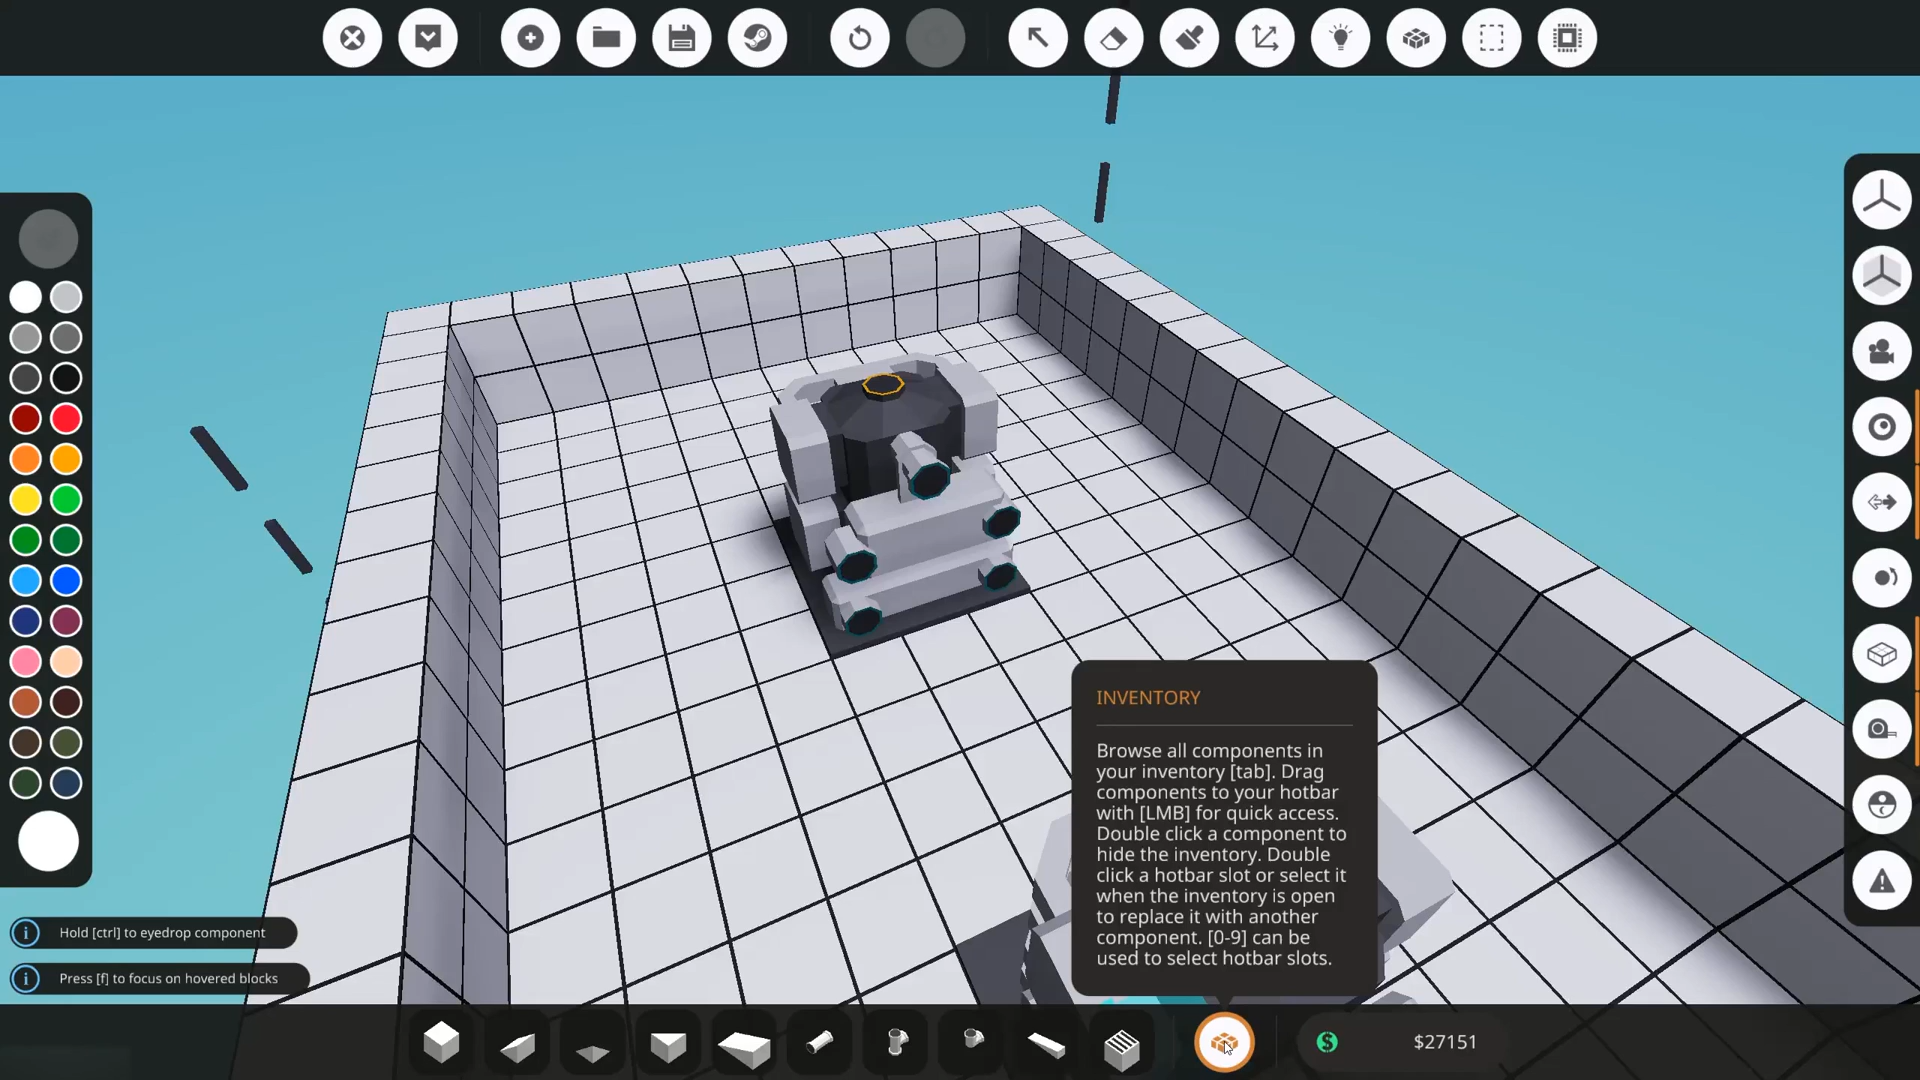 INVENTORY
Browse all components in
your inventory [tab]. Drag
components to your hotbar
with [LMB] for quick access.
Double click a component to
hide the inventory. Double
click a hotbar slot or select it
when the inventory is open
to replace it with another
component. [0-9] can be
used to select hotbar slots.
Hold [ctrl] to eyedrop component
Press [f] to focus on hovered blocks
$27151